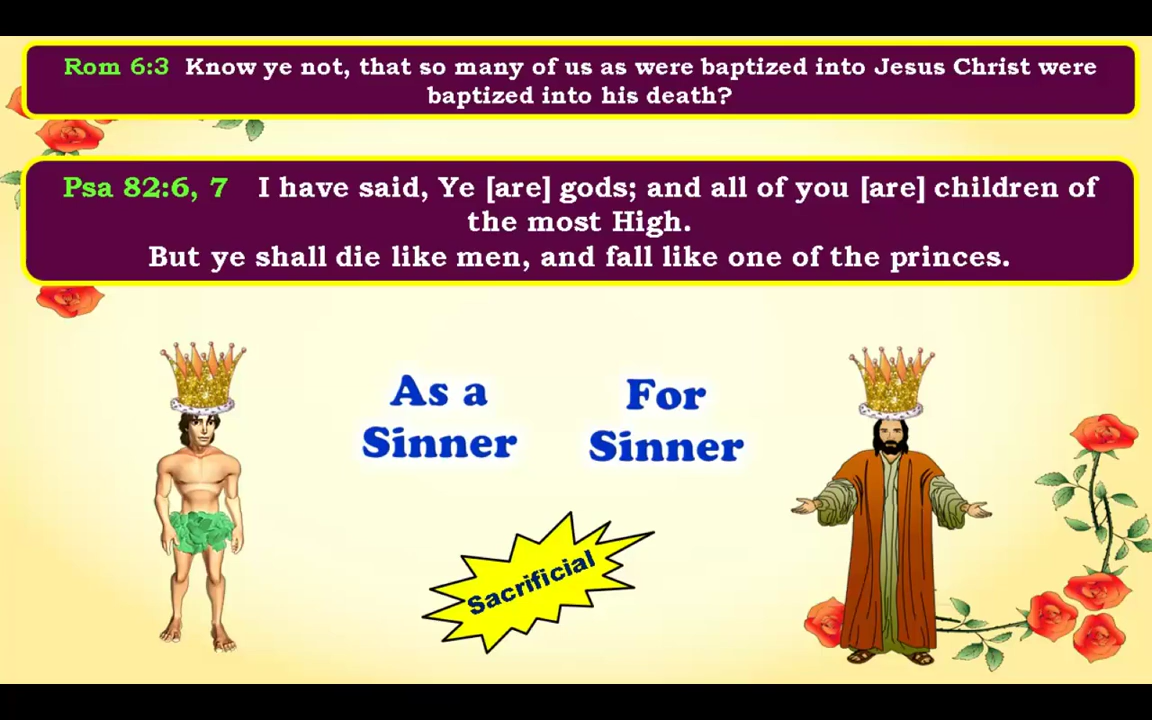 Rom 6:3 Know ye not, that so many of us as were baptized into Jesus Christ were
baptized into his death?
Psa 82:6, 7 I have said, Ye [are] gods; and all of you [are] children of
the most High.
But ye shall die like men, and fall like one of the princes.
As a
Sinner
For
Sinner
Sacrificial